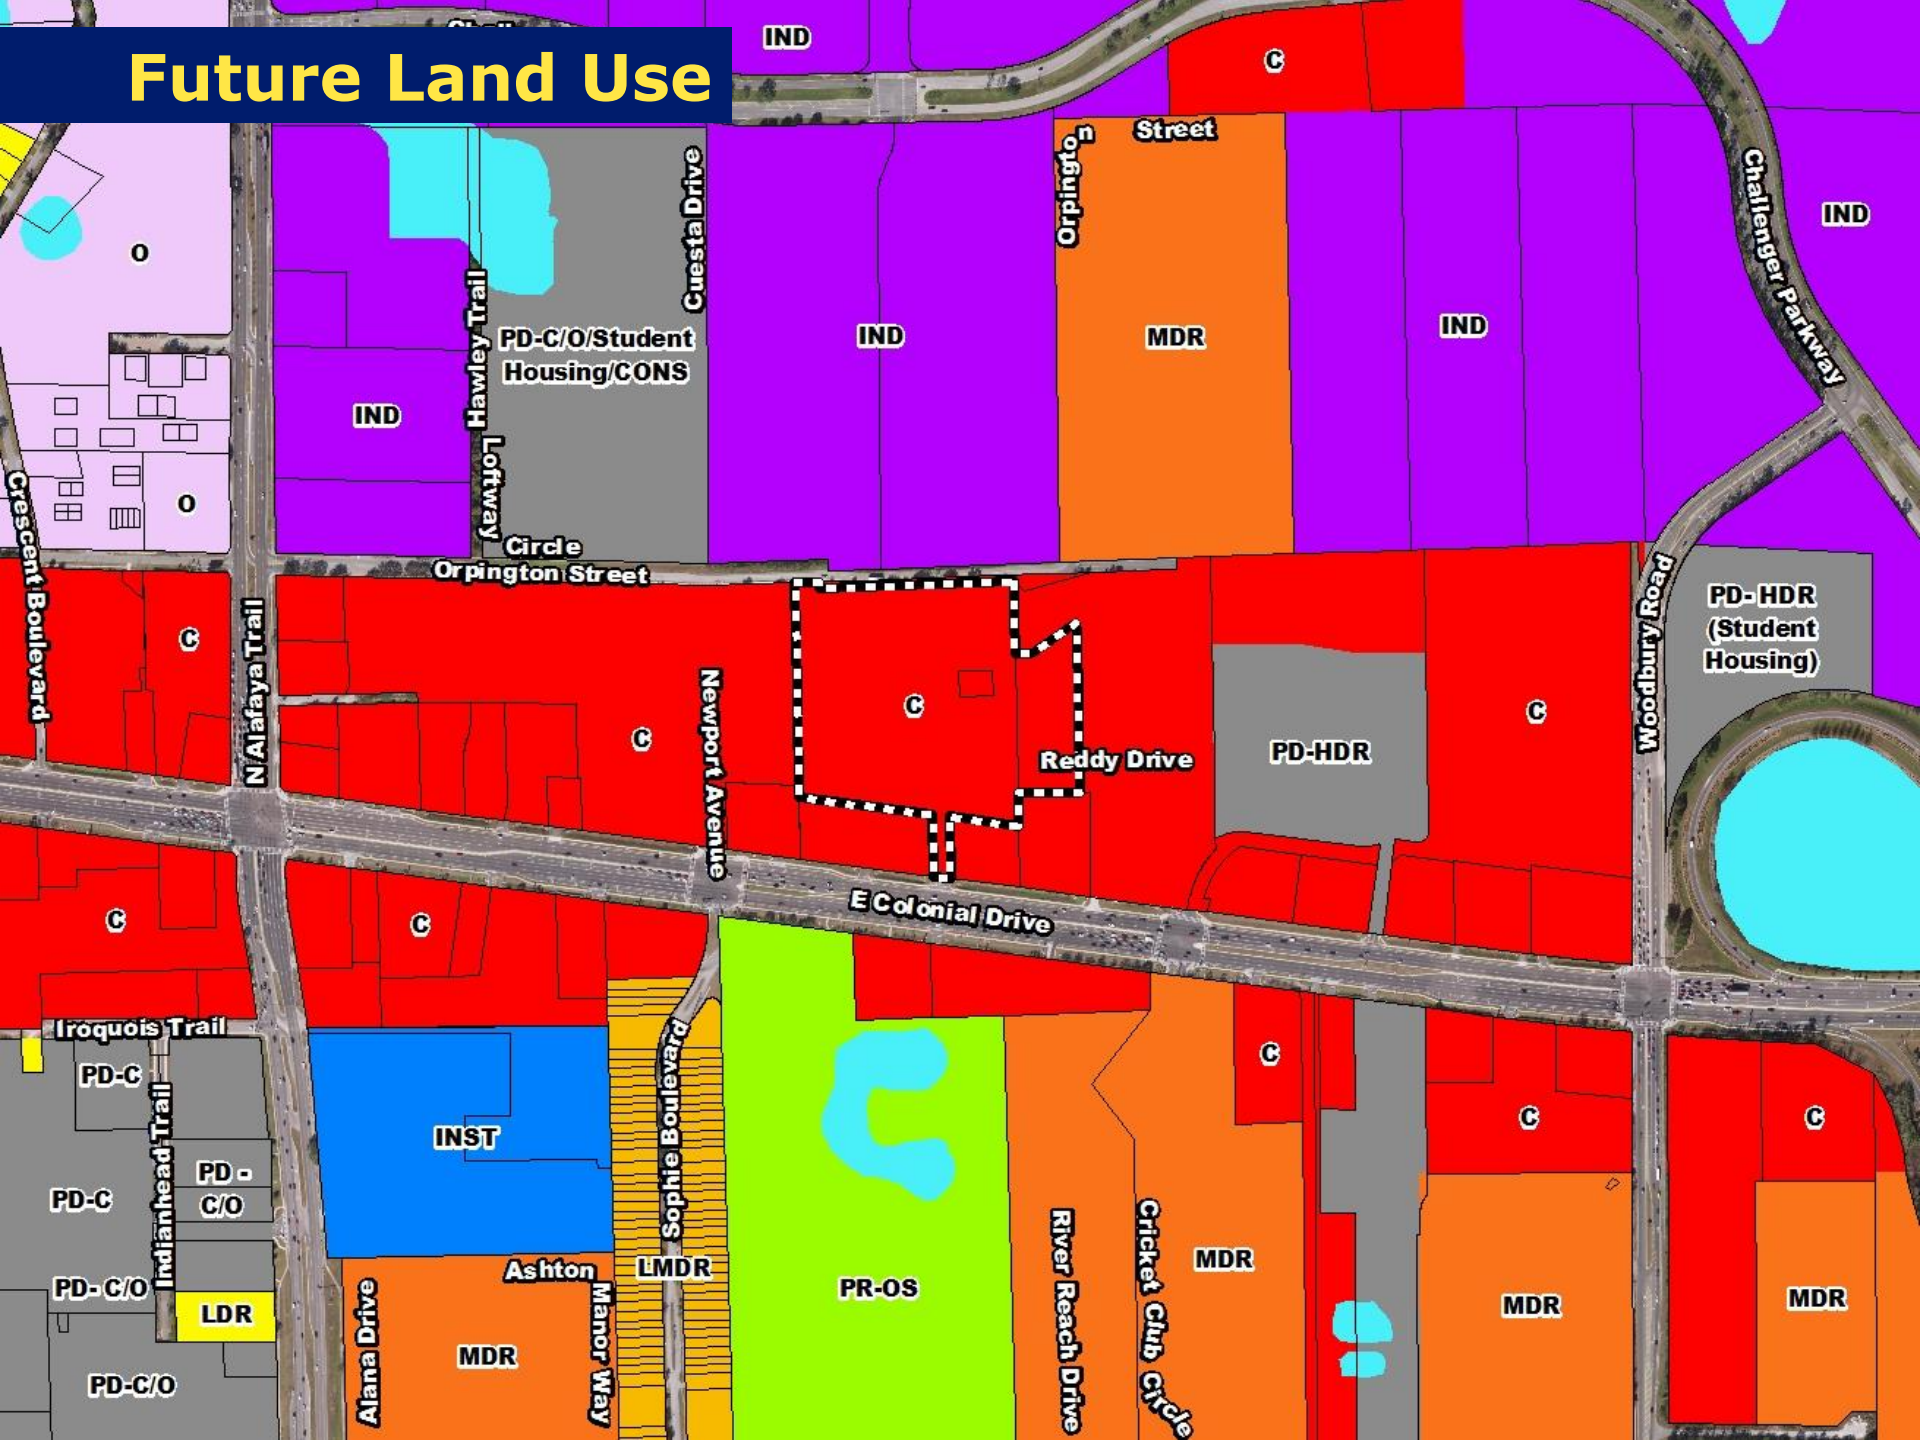 Future Land Use
IND
C
Street
Orpington
Challenger Parkway
IND
O
Cuesta Drive
Hawley Trail
PD-C/O/Student
Housing/CONS
IND
MDR
IND
IND
O
Crescent Boulevard
Loftway
Circle
Orpington Street
C
N Alafaya Trail
C
Newport Avenue
C
Reddy Drive
PD-HDR
C
Woodbury Road
PD- HDR
(Student
Housing)
C
C
E Colonial Drive
Iroquois Trail
PD-C
Indianhead Trail
PD -
C/O
PD-C
PD- C/O
LDR
PD-C/O
INST
Sophie Boulevard
Ashton
Manor Way
LMDR
Alana Drive
MDR
PR-OS
River Reach Drive
Cricket Club Circle
MDR
C
C
C
MDR
MDR